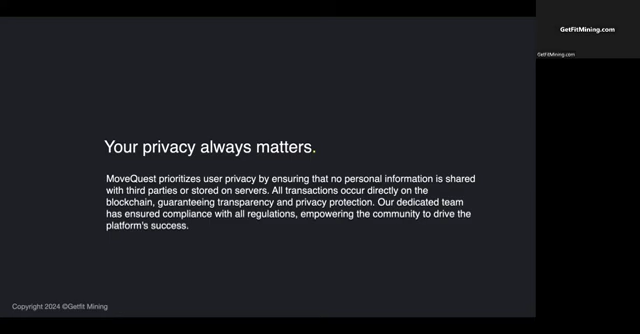 GetFitMining.com
GetFitMining.com
Your privacy always matters.
MoveQuest prioritizes user privacy by ensuring that no personal information is shared
with third parties or stored on servers. All transactions occur directly on the
blockchain, guaranteeing transparency and privacy protection. Our dedicated team
has ensured compliance with all regulations, empowering the community to drive the
platform's success.
Copyright 2024 ©Getfit Mining